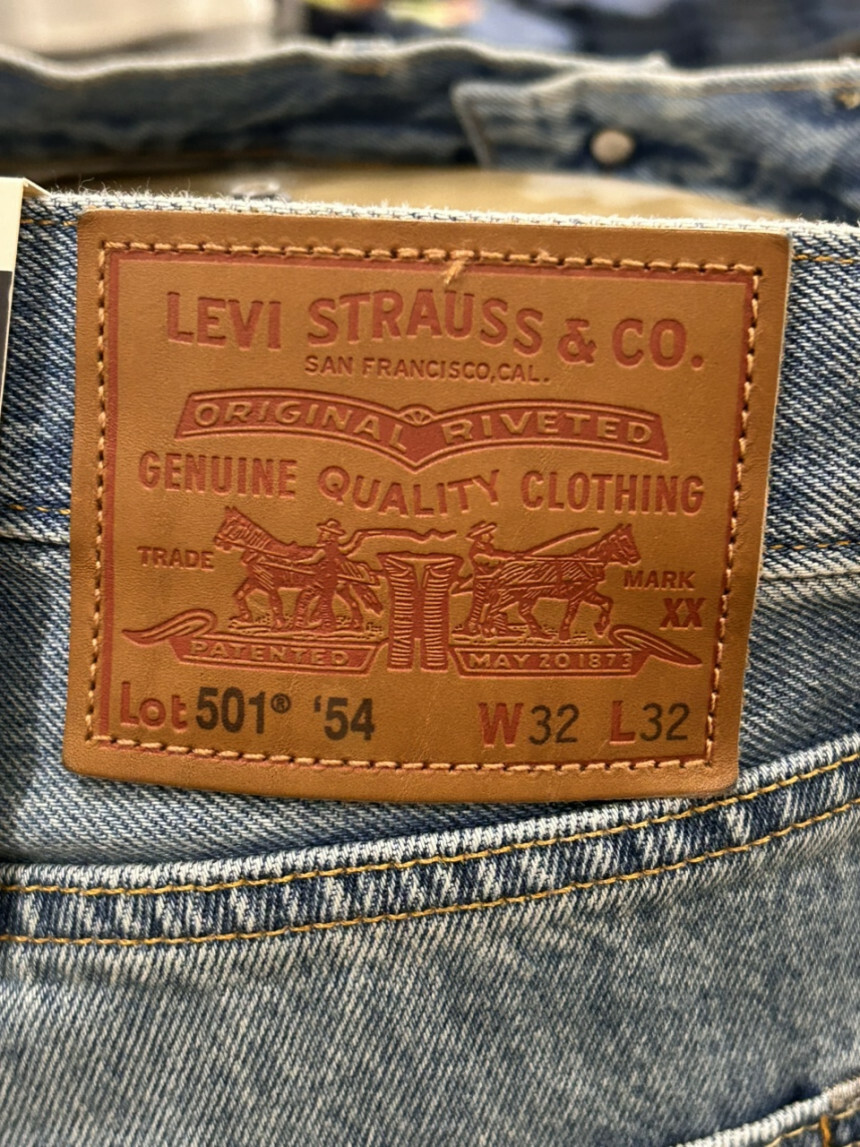 LEVI STRAUSS & CO.
SAN FRANCISCO, CAL.
ORIGINAL RIVETED
GENUINE QUALITY CLOTHING
TRADE MARK
XX
PATENTED MAY 20 1873
Lot 501® '54 W32 L32